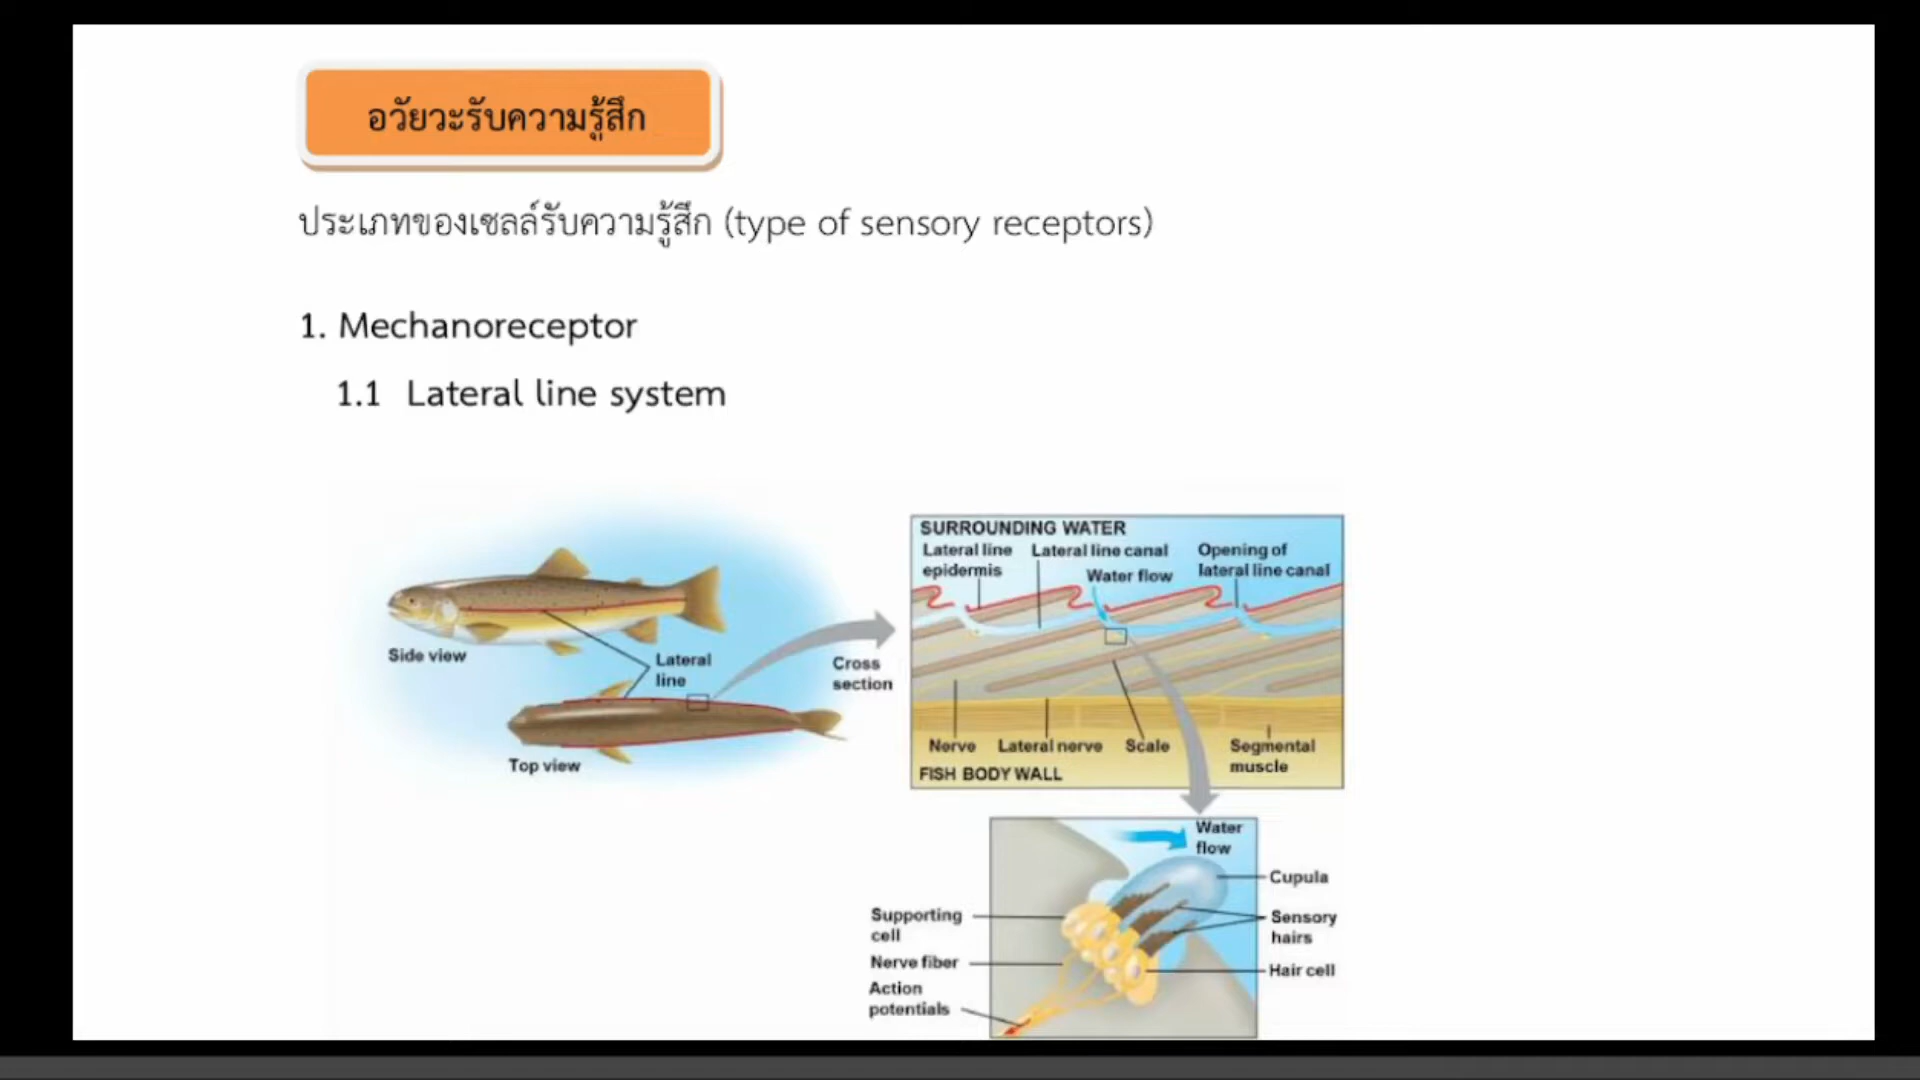 อวัยวะรับความรู้สึก
ประเภทของเซลล์รับความรู้สึก (type of sensory receptors)
1. Mechanoreceptor
1.1 Lateral line system
Side view
Lateral
line
Top view
Cross
section
SURROUNDING WATER
Lateral line
epidermis
Lateral line canal
Water flow
Opening of
lateral line canal
Nerve
Lateral nerve
Scale
Segmental
muscle
FISH BODY WALL
Water
flow
Cupula
Sensory
hairs
Hair cell
Supporting
cell
Nerve fiber
Action
potentials